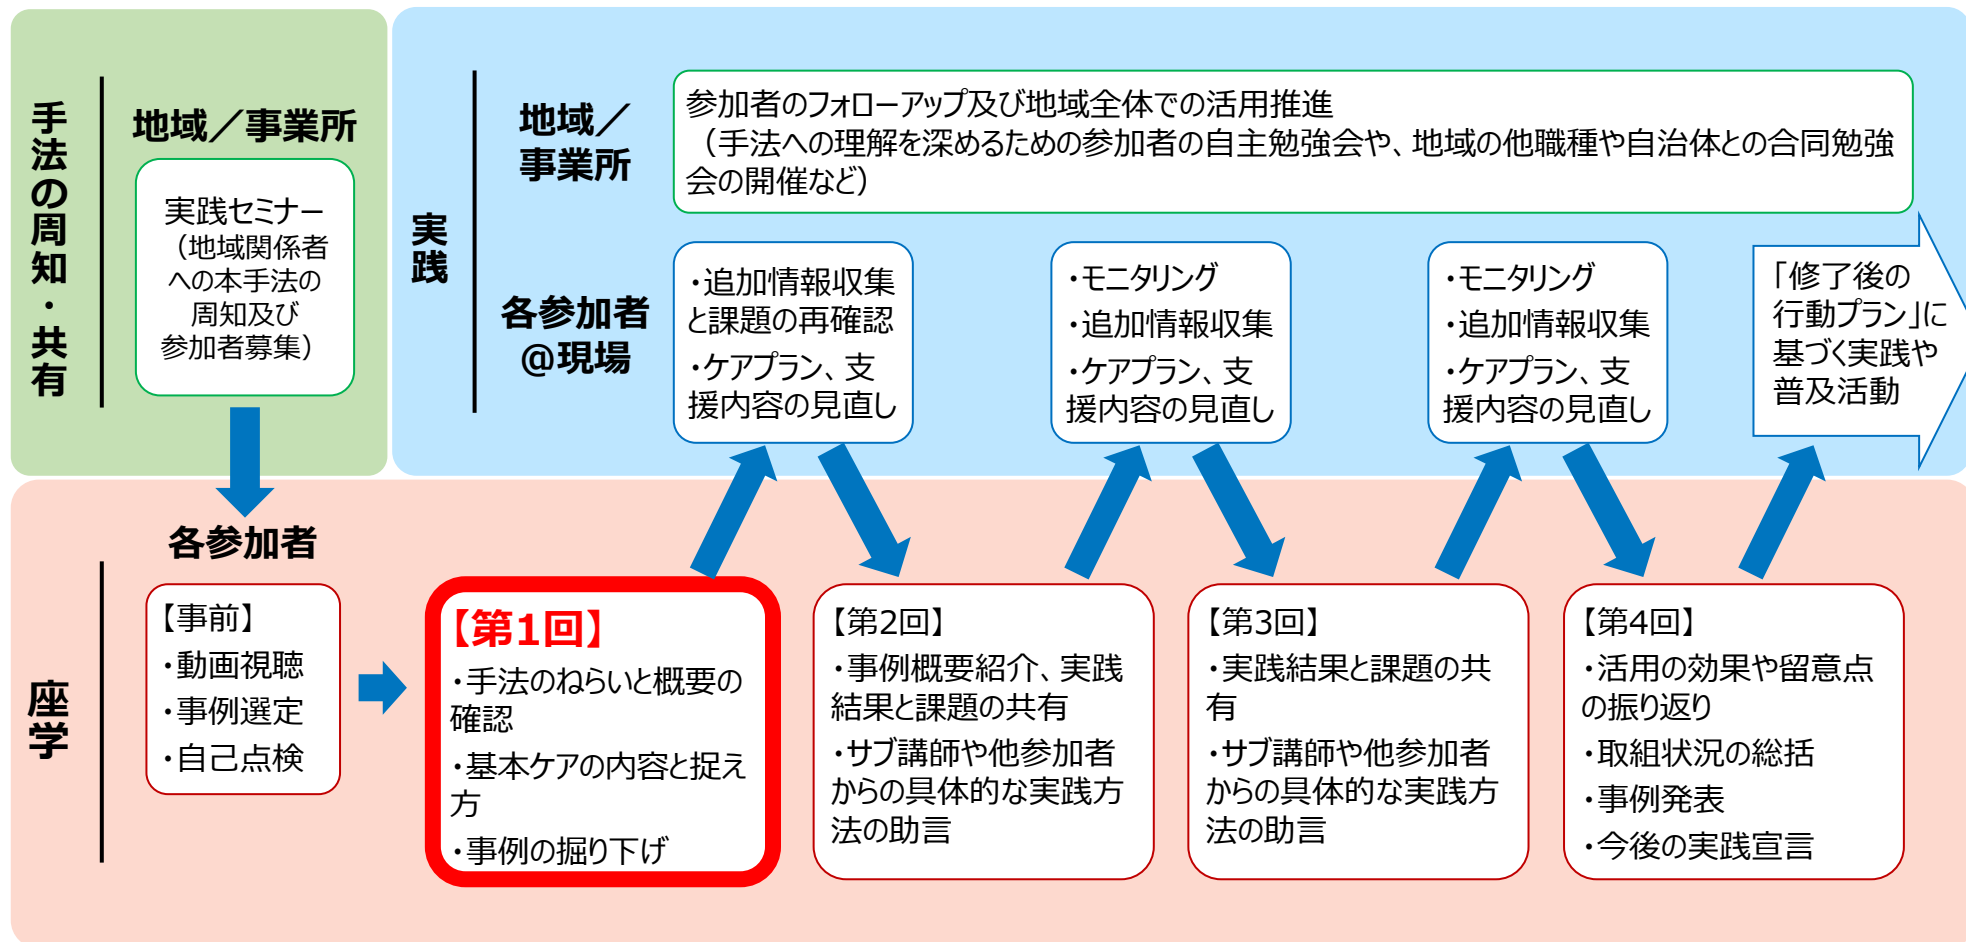 手法の周知・共有
地域／事業所
実践セミナー
（地域関係者
への本手法の
周知及び
参加者募集）
実践
地域／
事業所
参加者のフォローアップ及び地域全体での活用推進
（手法への理解を深めるための参加者の自主勉強会や、地域の他職種や自治体との合同勉強
会の開催など）
各参加者
@現場
・追加情報収集
と課題の再確認
・ケアプラン、支
援内容の見直し
・モニタリング
・追加情報収集
・ケアプラン、支
援内容の見直し
・モニタリング
・追加情報収集
・ケアプラン、支
援内容の見直し
「修了後の
行動プラン」に
基づく実践や
普及活動
座学
各参加者
【事前】
・動画視聴
・事例選定
・自己点検
【第1回】
・手法のねらいと概要の
確認
・基本ケアの内容と捉え
方
・事例の掘り下げ
【第2回】
・事例概要紹介、実践
結果と課題の共有
・サブ講師や他参加者
からの具体的な実践方
法の助言
【第3回】
・実践結果と課題の共
有
・サブ講師や他参加者
からの具体的な実践方
法の助言
【第4回】
・活用の効果や留意点
の振り返り
・取組状況の総括
・事例発表
・今後の実践宣言